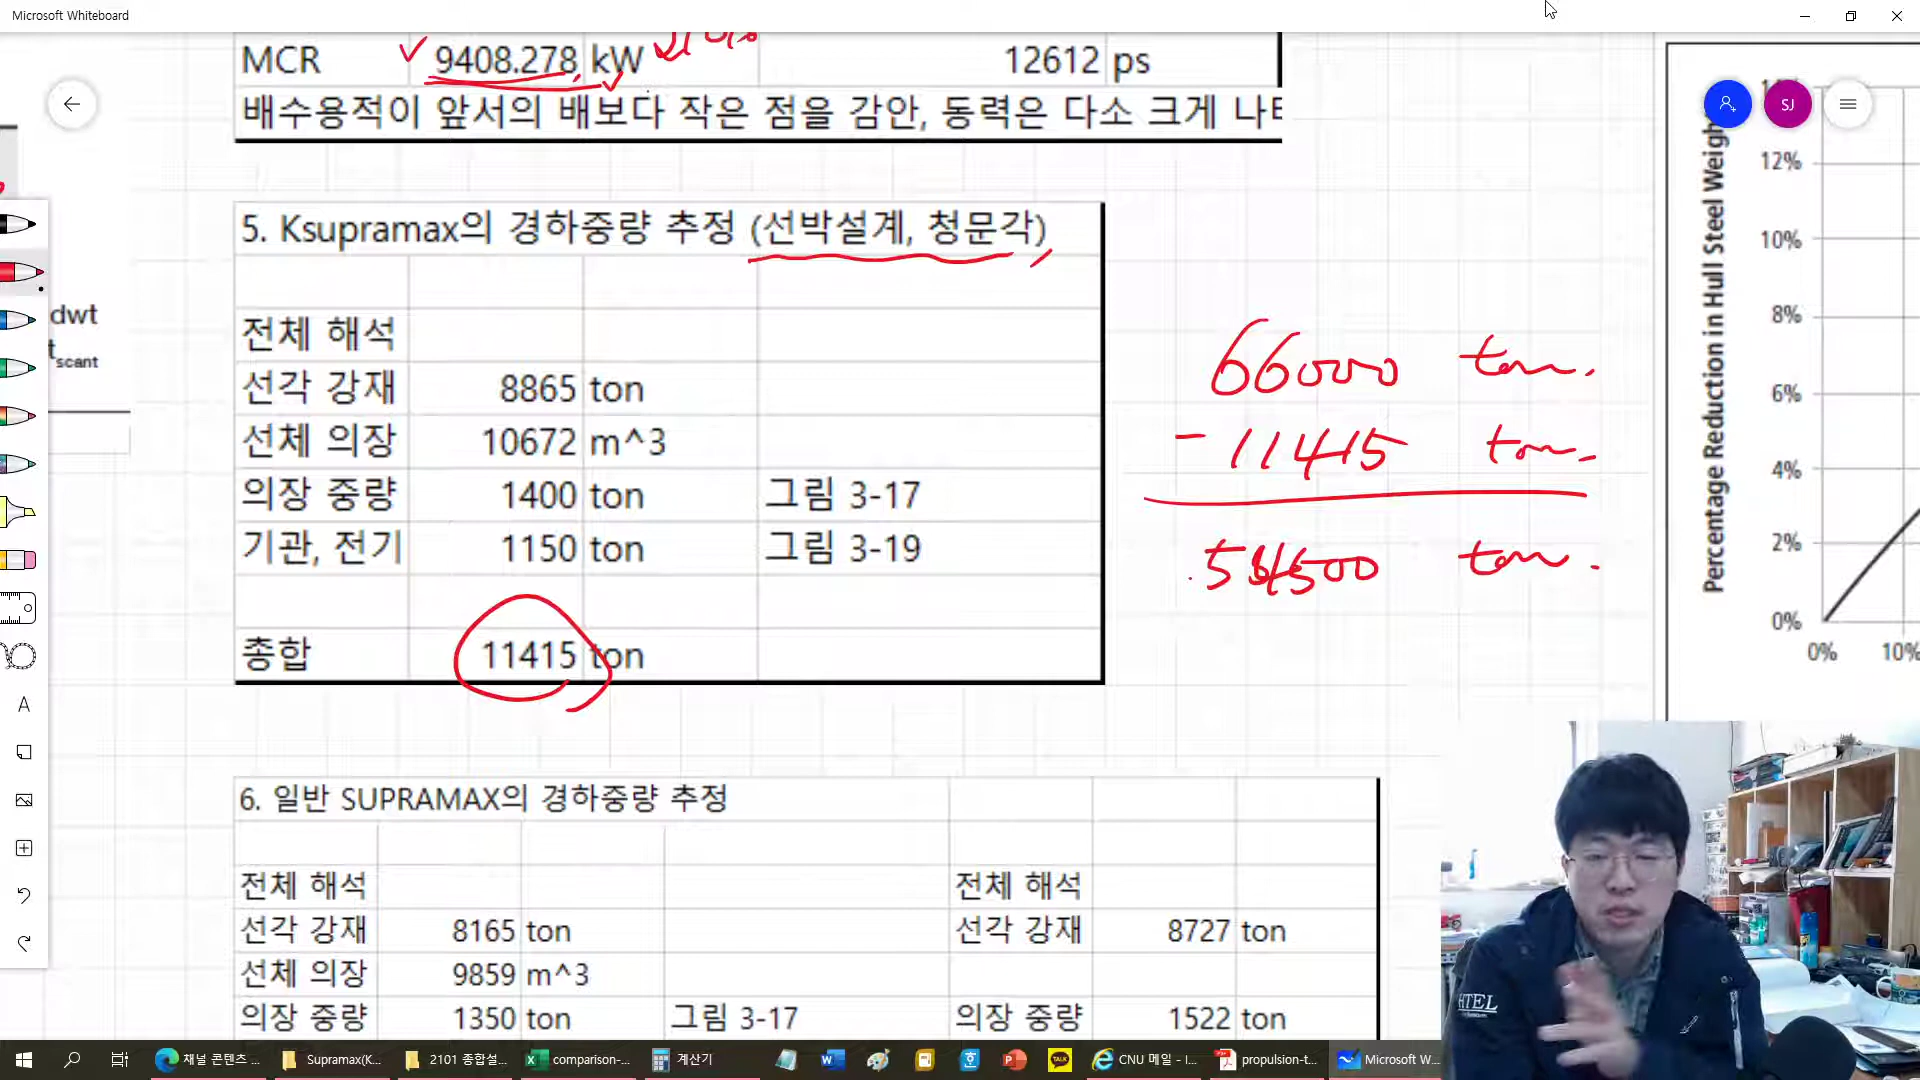 Microsoft Whiteboard
MCR 9408.278 kW 12612 ps
배수용적이 앞서의 배보다 작은 점을 감안, 동력은 다소 크게 나타
SJ
5. Ksupramax의 경하중량 추정 (선박설계, 청문각)
전체 해석
선각 강재 8865 ton
선체 의장 10672 m^3
의장 중량 1400 ton 그림 3-17
기관, 전기 1150 ton 그림 3-19
총합 11415 ton
66000 ton.
- 11415 ton.
54500 ton.
dwt
t scant
Percentage Reduction in Hull Steel Weight
12%
10%
8%
6%
4%
2%
0%
0% 10%
6. 일반 SUPRAMAX의 경하중량 추정
전체 해석 전체 해석
선각 강재 8165 ton 선각 강재 8727 ton
선체 의장 9859 m^3
의장 중량 1350 ton 그림 3-17 의장 중량 1522 ton
A
HTEL
채널 콘텐츠 ... Supramax(K... 2101 종합설... comparison-... 계산기 TALK CNU 메일 - I... propulsion-t... Microsoft W...